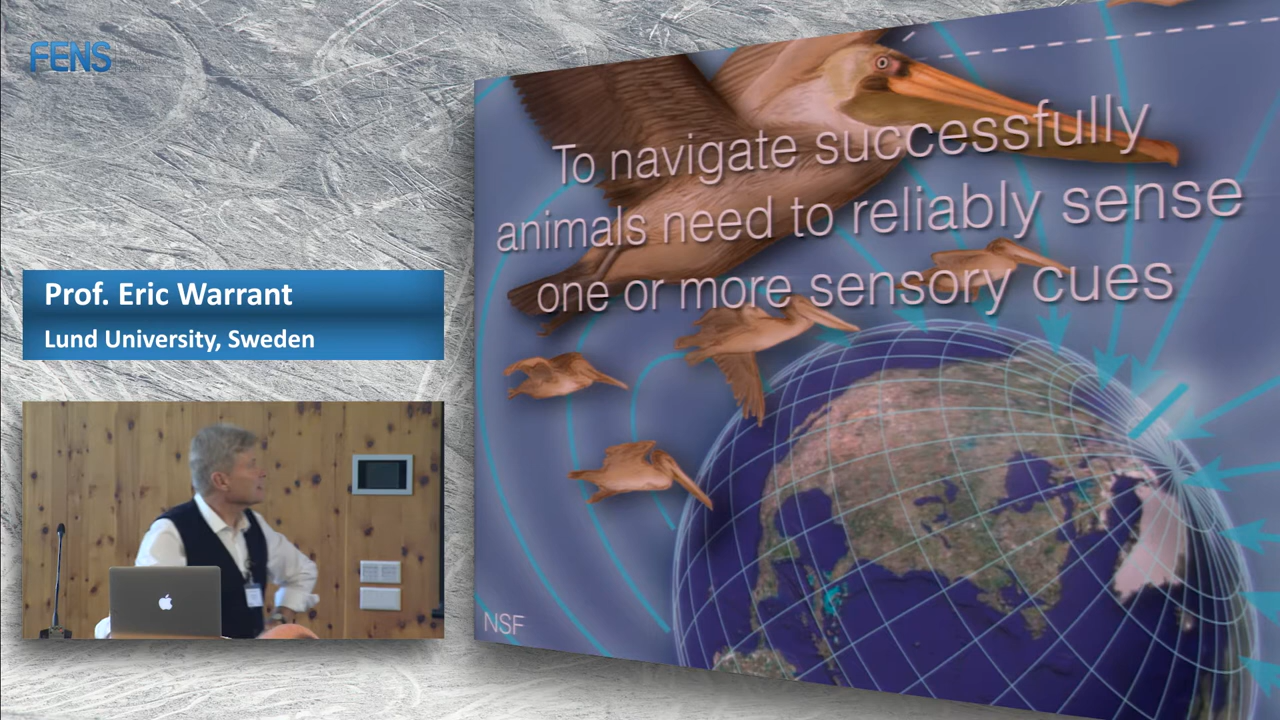 FENS
Prof. Eric Warrant
Lund University, Sweden
To navigate successfully
animals need to reliably sense
one or more sensory cues
NSF